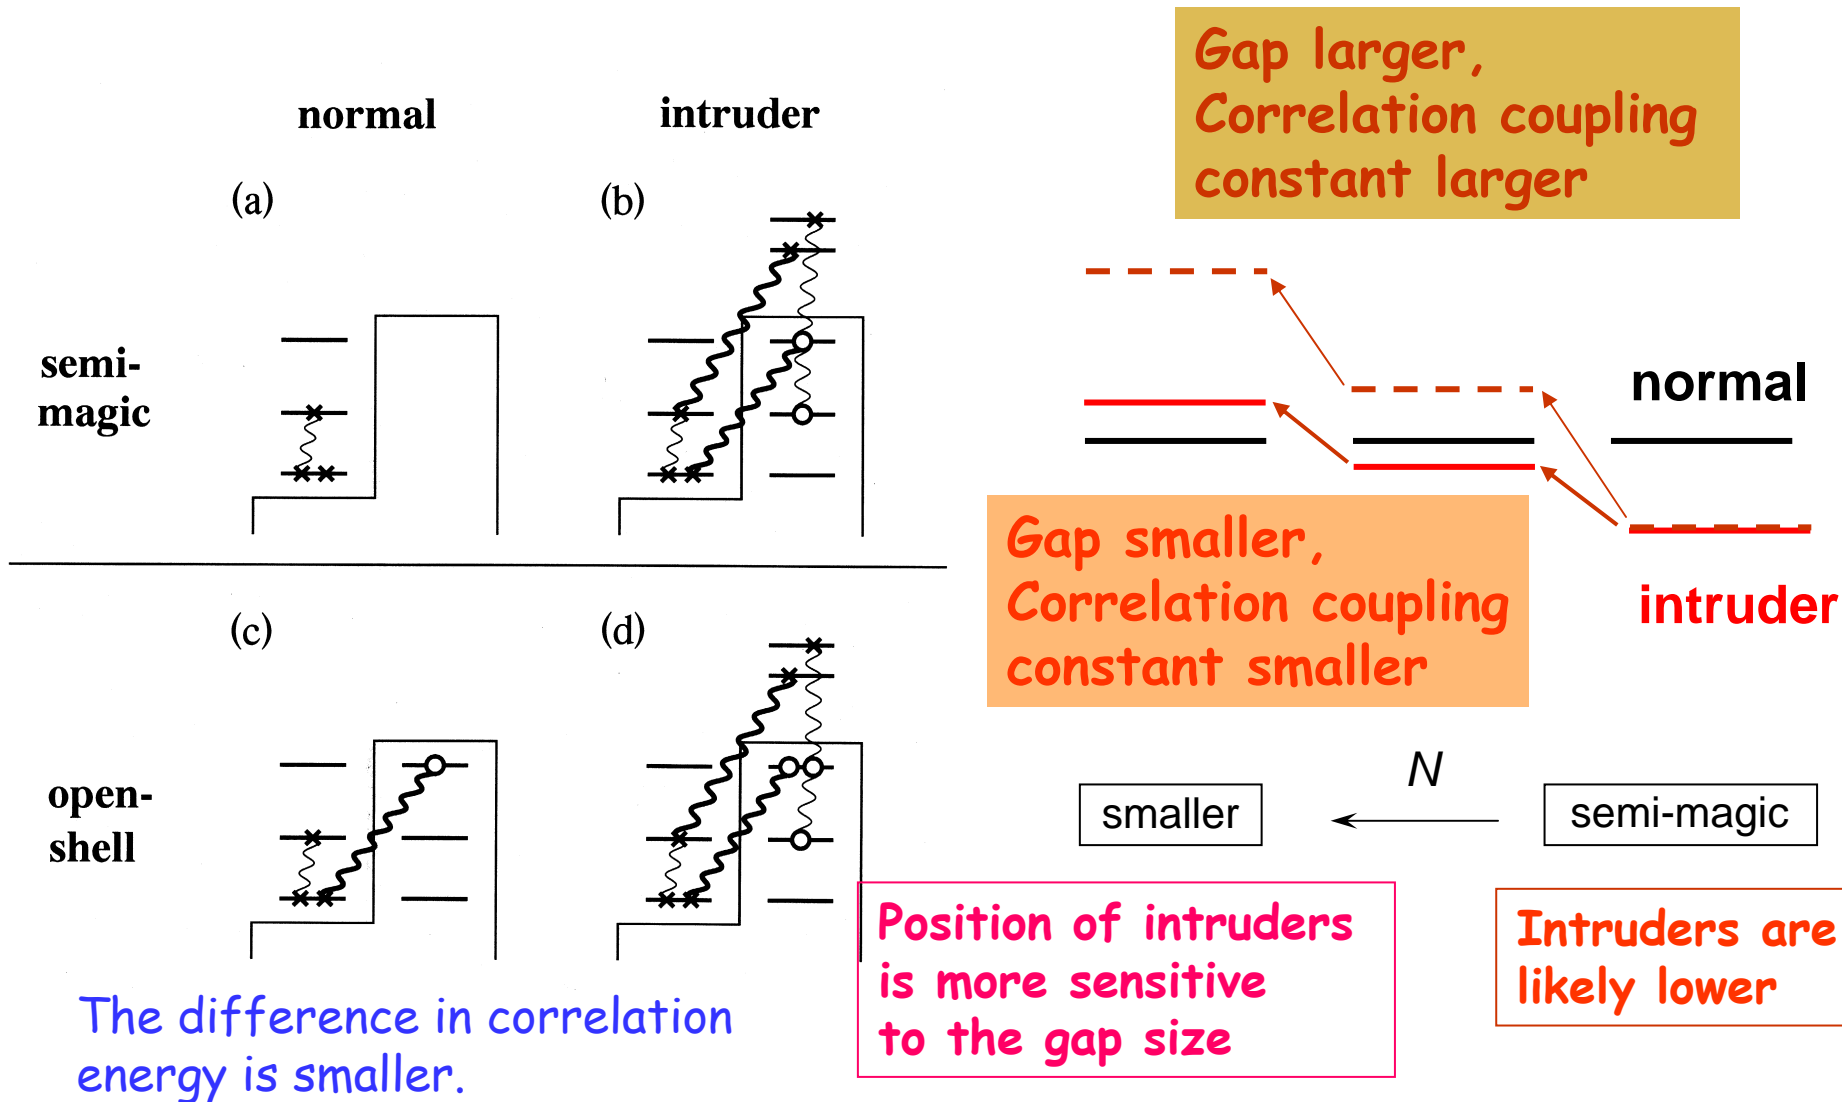 normal
intruder
(a)
(b)
semi-
magic
(c)
(d)
open-
shell
The difference in correlation
energy is smaller.
Gap larger,
Correlation coupling
constant larger
normal
Gap smaller,
Correlation coupling
constant smaller
intruder
N
smaller
semi-magic
Position of intruders
is more sensitive
to the gap size
Intruders are
likely lower